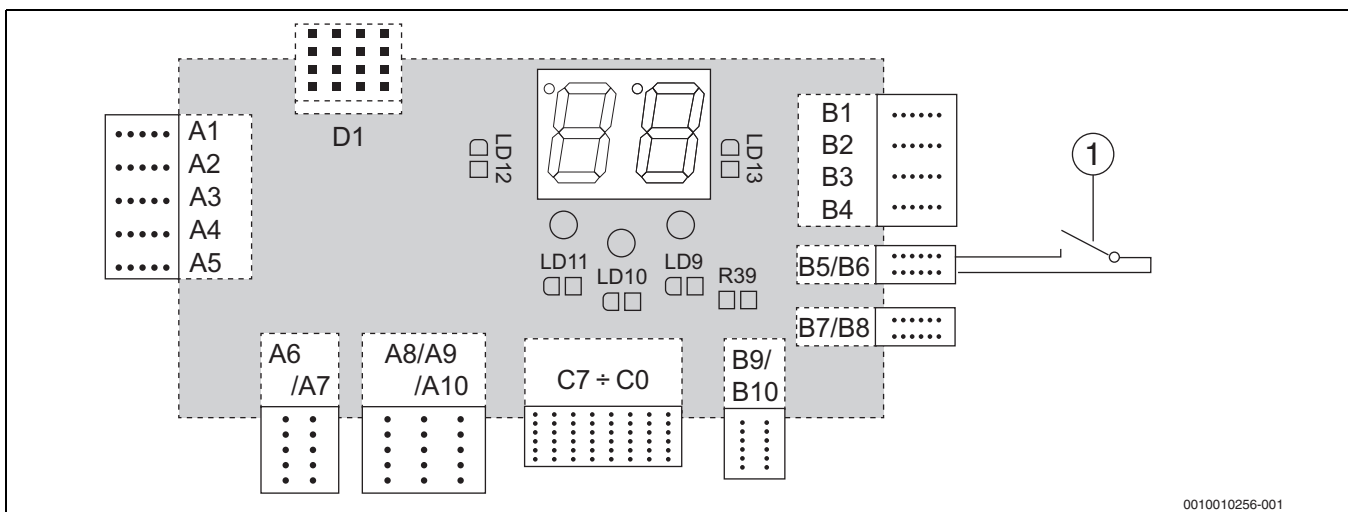 D1
A1
A2
A3
A4
A5
LD12
LD13
B1
B2
B3
B4
1
LD11
LD10
LD9
R39
B5/B6
B7/B8
A6
/A7
A8/A9
/A10
C7 ÷ C0
B9/
B10
0010010256-001